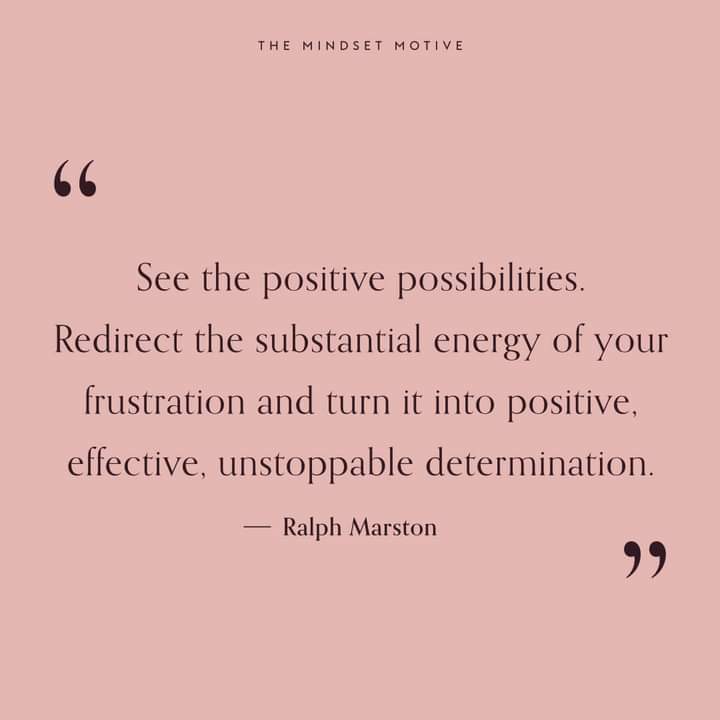 THE MINDSET MOTIVE
“
See the positive possibilities.
Redirect the substantial energy of your
frustration and turn it into positive,
effective, unstoppable determination.
— Ralph Marston
”